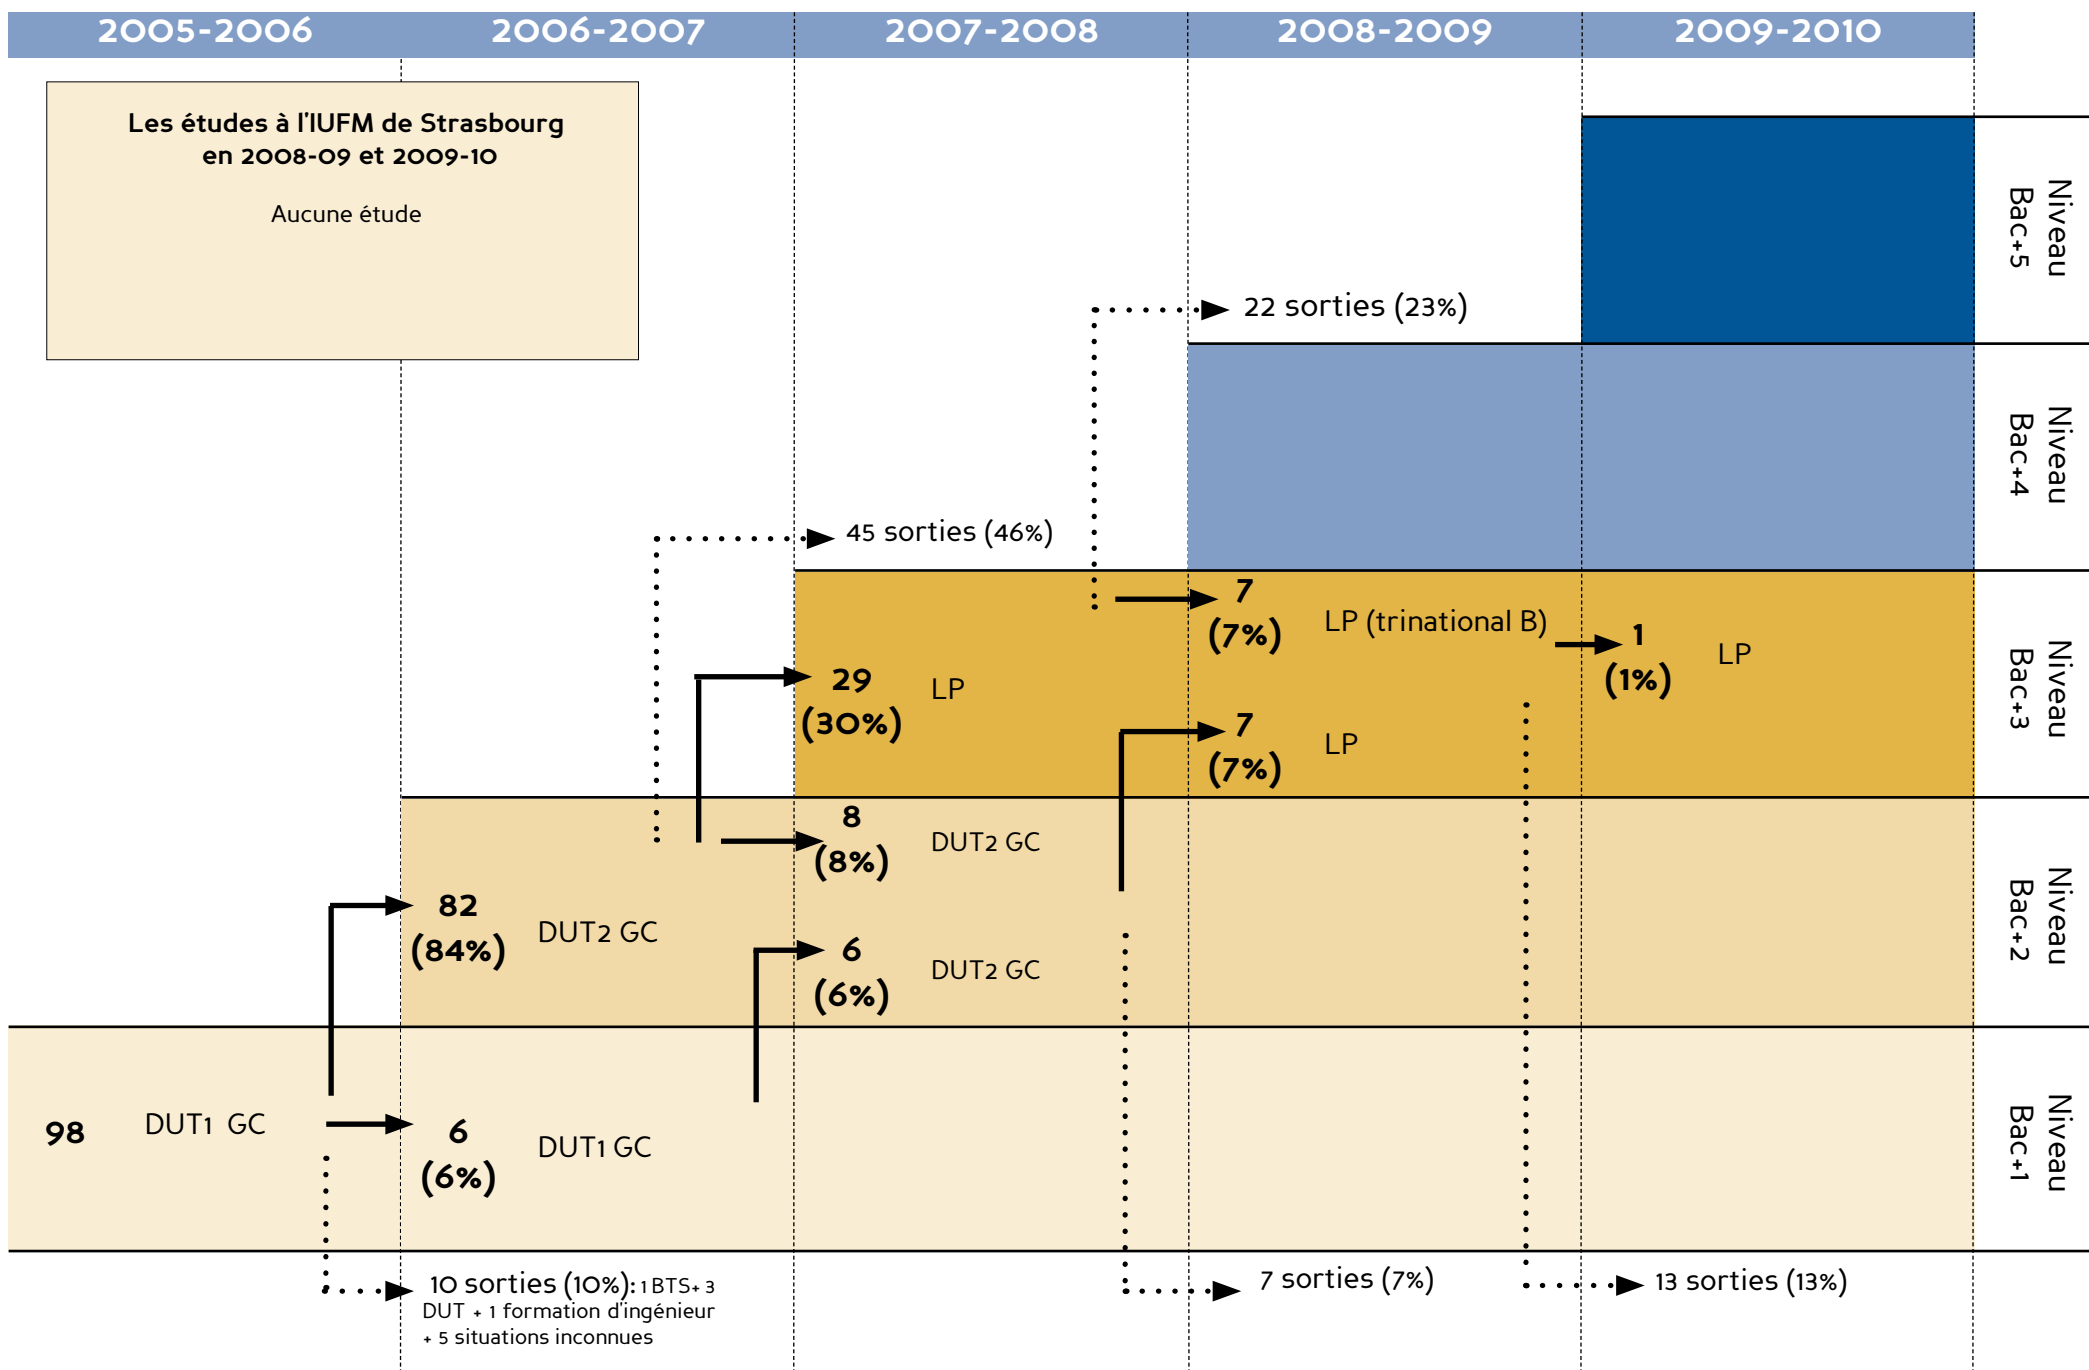 2005-2006
2006-2007
2007-2008
2008-2009
2009-2010
Les études à l'IUFM de Strasbourg
en 2008-09 et 2009-10
Aucune étude
Niveau
Bac+5
22 sorties (23%)
Niveau
Bac+4
45 sorties (46%)
7
(7%)
LP (trinational B)
1
(1%)
LP
29
(30%)
LP
7
(7%)
LP
Niveau
Bac+3
8
(8%)
DUT2 GC
82
(84%)
DUT2 GC
6
(6%)
DUT2 GC
Niveau
Bac+2
98
DUT1 GC
6
(6%)
DUT1 GC
Niveau
Bac+1
10 sorties (10%): 1 BTS+ 3
DUT + 1 formation d'ingénieur
+ 5 situations inconnues
7 sorties (7%)
13 sorties (13%)